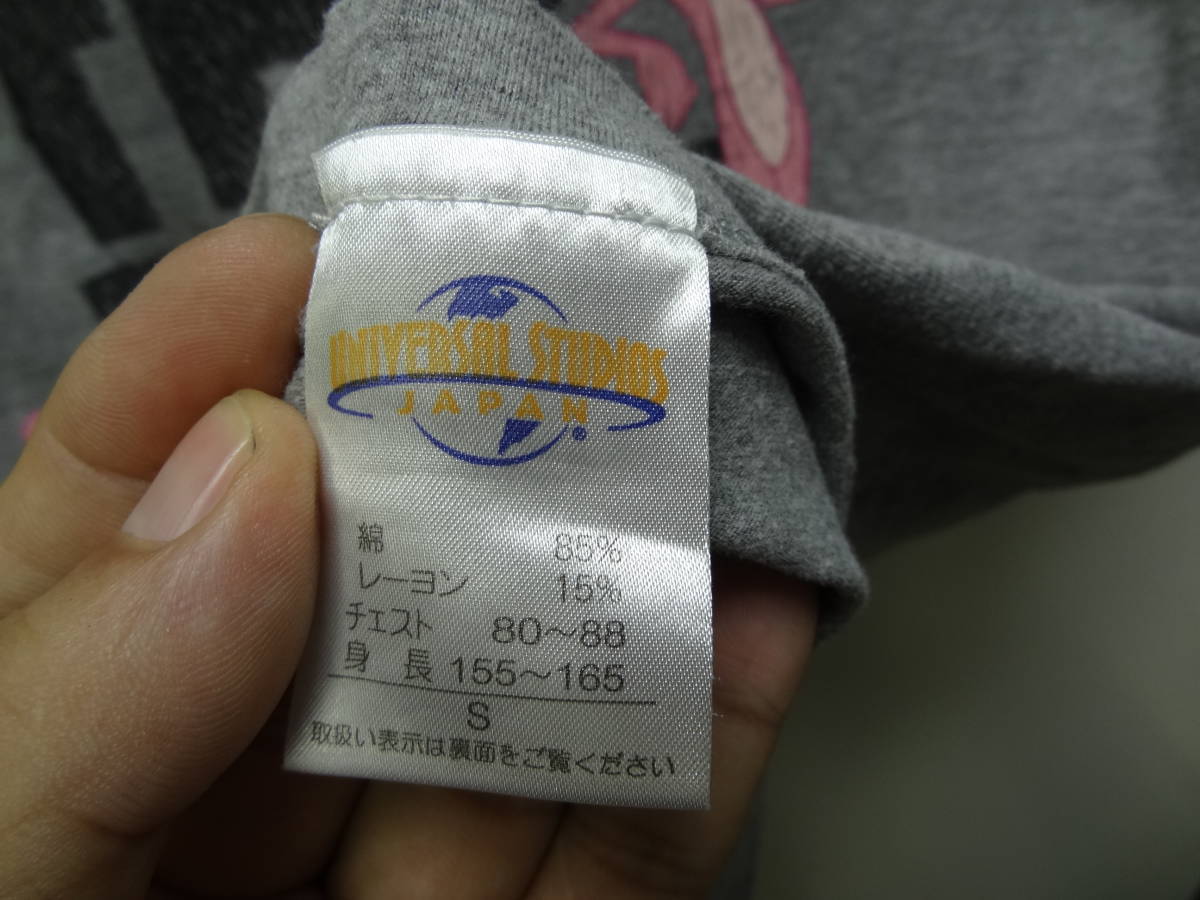 UNIVERSAL STUDIOS
JAPAN ®
綿 85%
レーヨン 15%
チェスト 80～88
身 長 155～165
S
取扱い表示は裏面をご覧ください